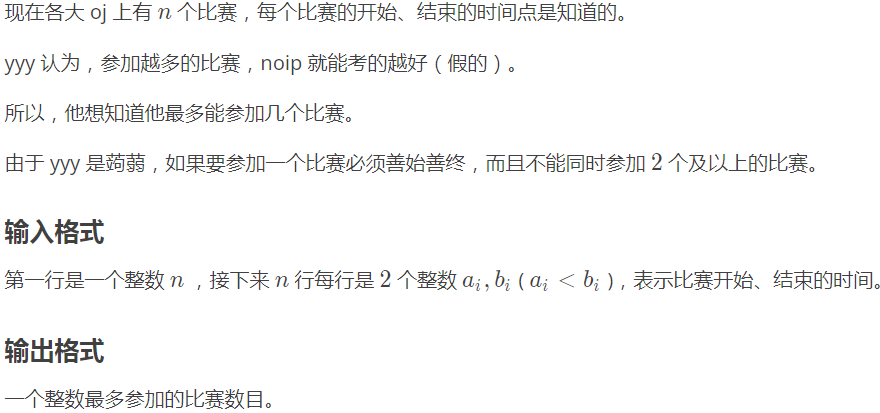 现在各大 oj 上有 n 个比赛，每个比赛的开始、结束的时间点是知道的。
yyy 认为，参加越多的比赛，noip 就能考的越好（假的）。
所以，他想知道他最多能参加几个比赛。
由于 yyy 是蒟蒻，如果要参加一个比赛必须善始善终，而且不能同时参加 2 个及以上的比赛。
输入格式
第一行是一个整数 n ，接下来 n 行每行是 2 个整数 aᵢ, bᵢ ( aᵢ < bᵢ )，表示比赛开始、结束的时间。
输出格式
一个整数最多参加的比赛数目。